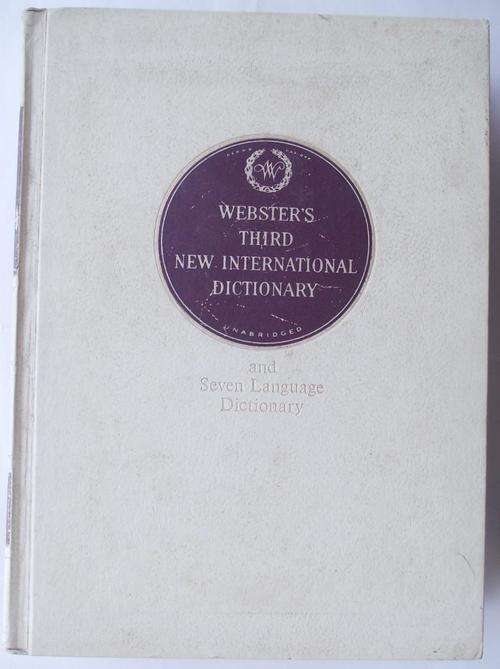 WEBSTER'S
THIRD
NEW INTERNATIONAL
DICTIONARY
UNABRIDGED
and
Seven Language
Dictionary